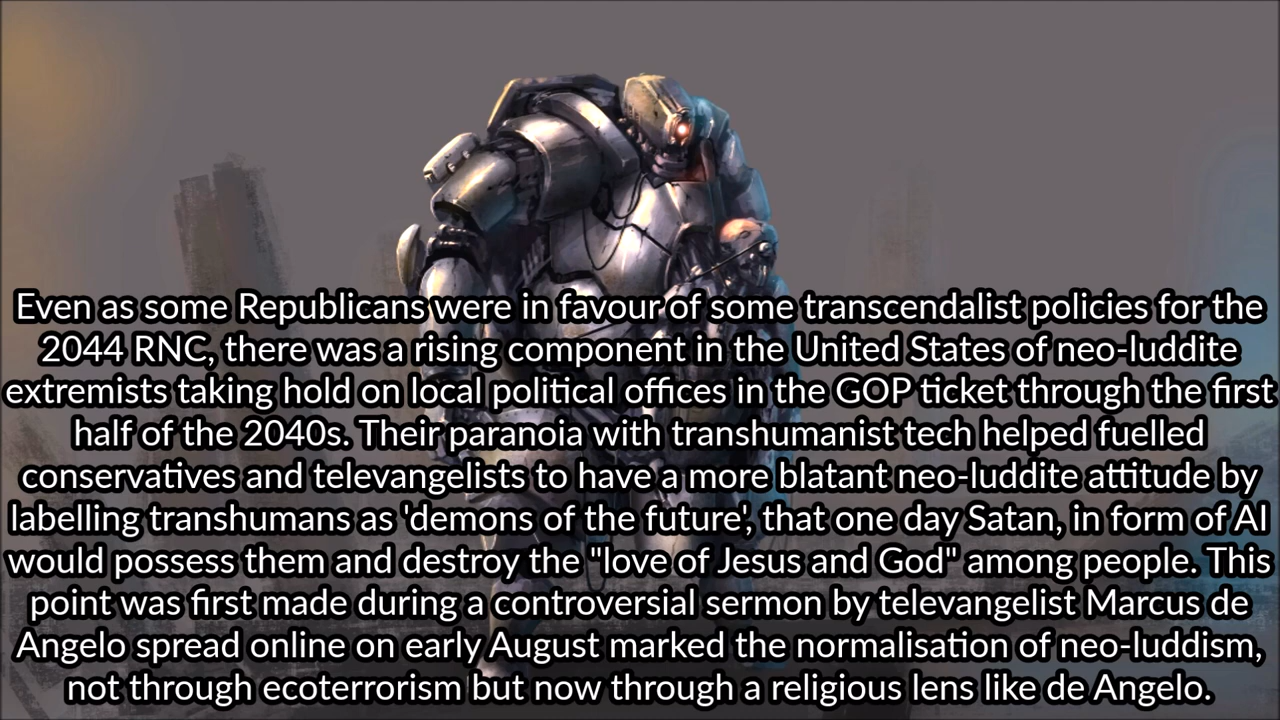 Even as some Republicans were in favour of some transcendalist policies for the
2044 RNC, there was a rising component in the United States of neo-luddite
extremists taking hold on local political offices in the GOP ticket through the first
half of the 2040s. Their paranoia with transhumanist tech helped fuelled
conservatives and televangelists to have a more blatant neo-luddite attitude by
labelling transhumans as 'demons of the future', that one day Satan, in form of AI
would possess them and destroy the "love of Jesus and God" among people. This
point was first made during a controversial sermon by televangelist Marcus de
Angelo spread online on early August marked the normalisation of neo-luddism,
not through ecoterrorism but now through a religious lens like de Angelo.